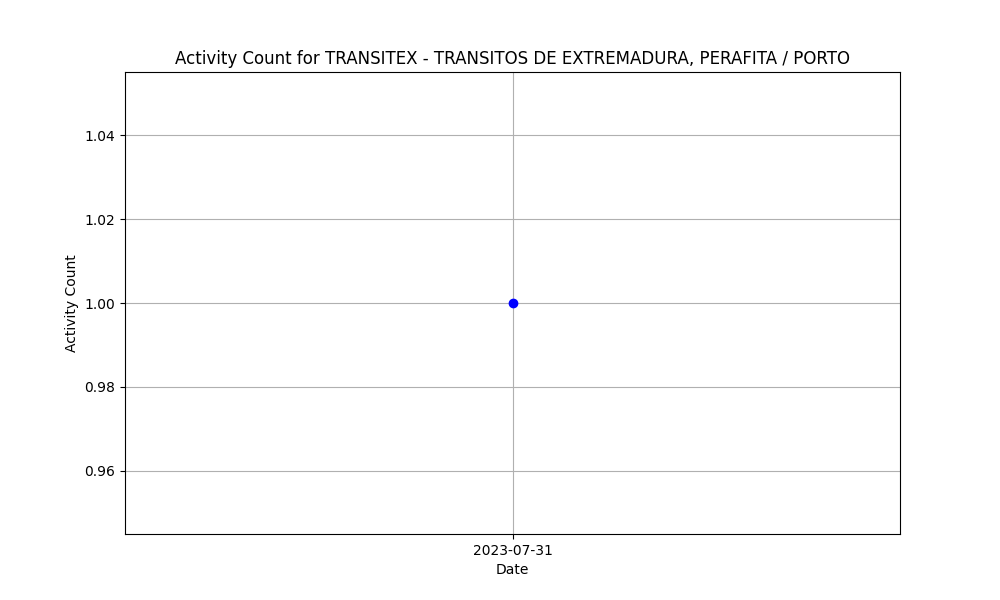 Activity Count for TRANSITEX - TRANSITOS DE EXTREMADURA, PERAFITA / PORTO
1.04
1.02
1.00
0.98
0.96
Activity Count
2023-07-31
Date